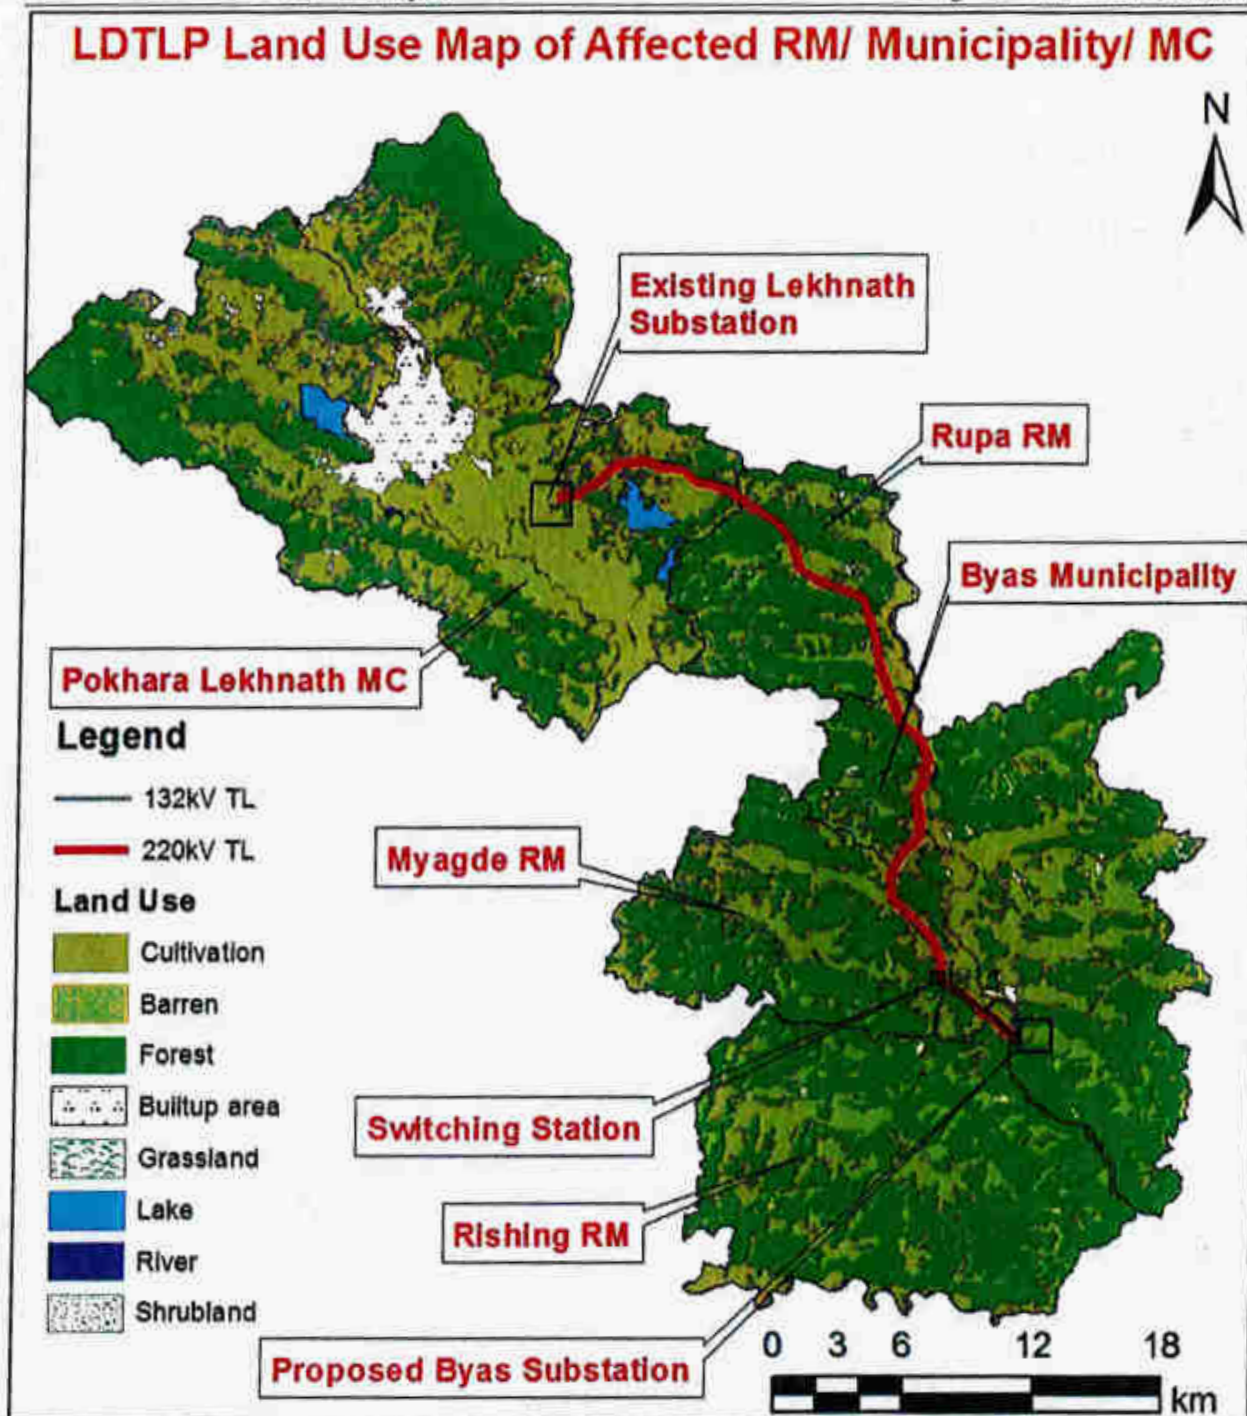 LDTLP Land Use Map of Affected RM/ Municipality/ MC
N
Existing Lekhnath
Substation
Rupa RM
Byas Municipality
Pokhara Lekhnath MC
Myagde RM
Switching Station
Rishing RM
Proposed Byas Substation
Legend
132kV TL
220kV TL
Land Use
Cultivation
Barren
Forest
Builtup area
Grassland
Lake
River
Shrubland
0 3 6 12 18
km